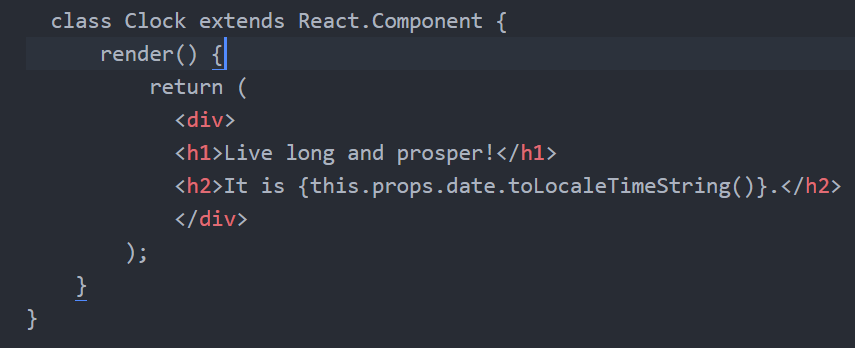 class Clock extends React.Component {
render() {
return (
<div>
<h1>Live long and prosper!</h1>
<h2>It is {this.props.date.toLocaleTimeString()}.</h2>
</div>
);
}
}